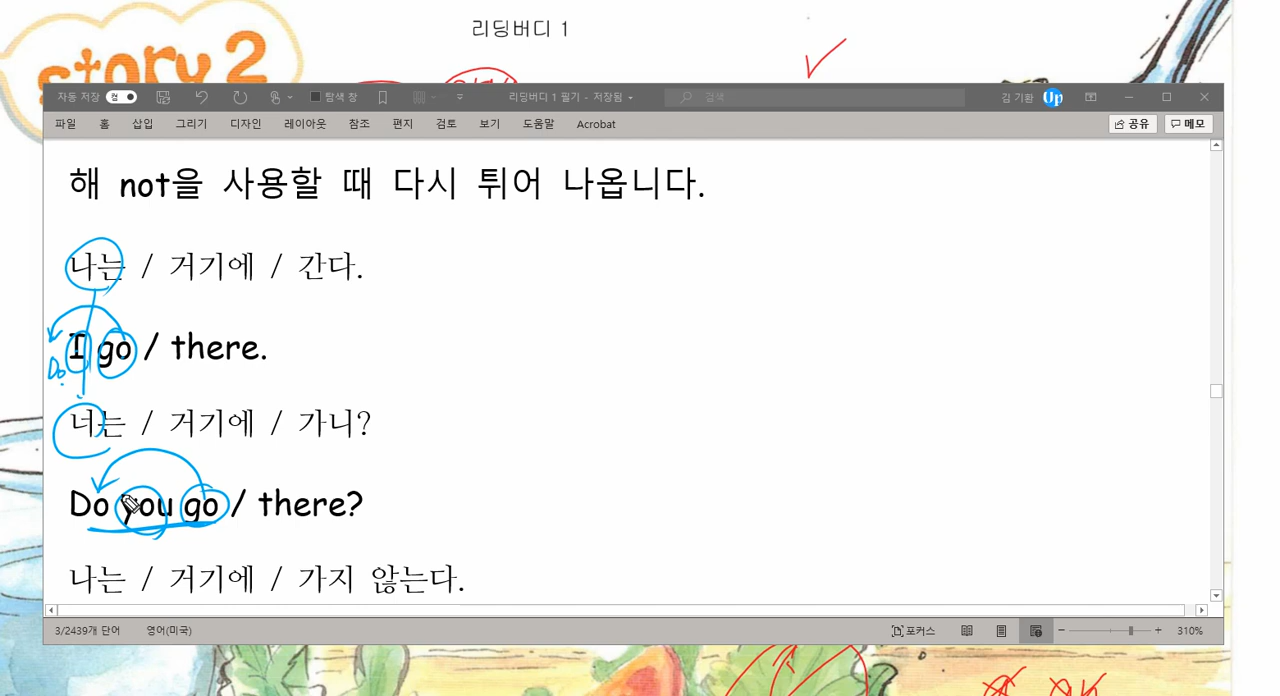 리딩버디 1
story 2
자동 저장 컴 탐색 창 리딩버디 1 필기 - 저장됨 검색 김 기환 Up
파일 홈 삽입 그리기 디자인 레이아웃 참조 편지 검토 보기 도움말 Acrobat 공유 메모
해 not을 사용할 때 다시 튀어 나옵니다.
나는 / 거기에 / 간다.
I go / there.
Do
너는 / 거기에 / 가니?
Do you go / there?
나는 / 거기에 / 가지 않는다.
3/2439개 단어 영어(미국) 포커스 310%